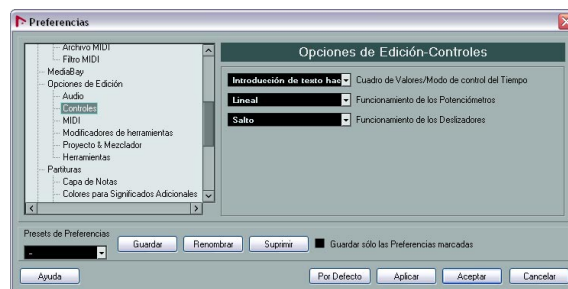 Preferencias
Archivo MIDI
Filtro MIDI
MediaBay
Opciones de Edición
Audio
Controles
MIDI
Modificadores de herramientas
Proyecto & Mezclador
Herramientas
Partituras
Capa de Notas
Colores para Significados Adicionales
Opciones de Edición-Controles
Introducción de texto hac Cuadro de Valores/Modo de control del Tiempo
Lineal Funcionamiento de los Potenciómetros
Salto Funcionamiento de los Deslizadores
Presets de Preferencias
- Guardar Renombrar Suprimir Guardar sólo las Preferencias marcadas
Ayuda Por Defecto Aplicar Aceptar Cancelar